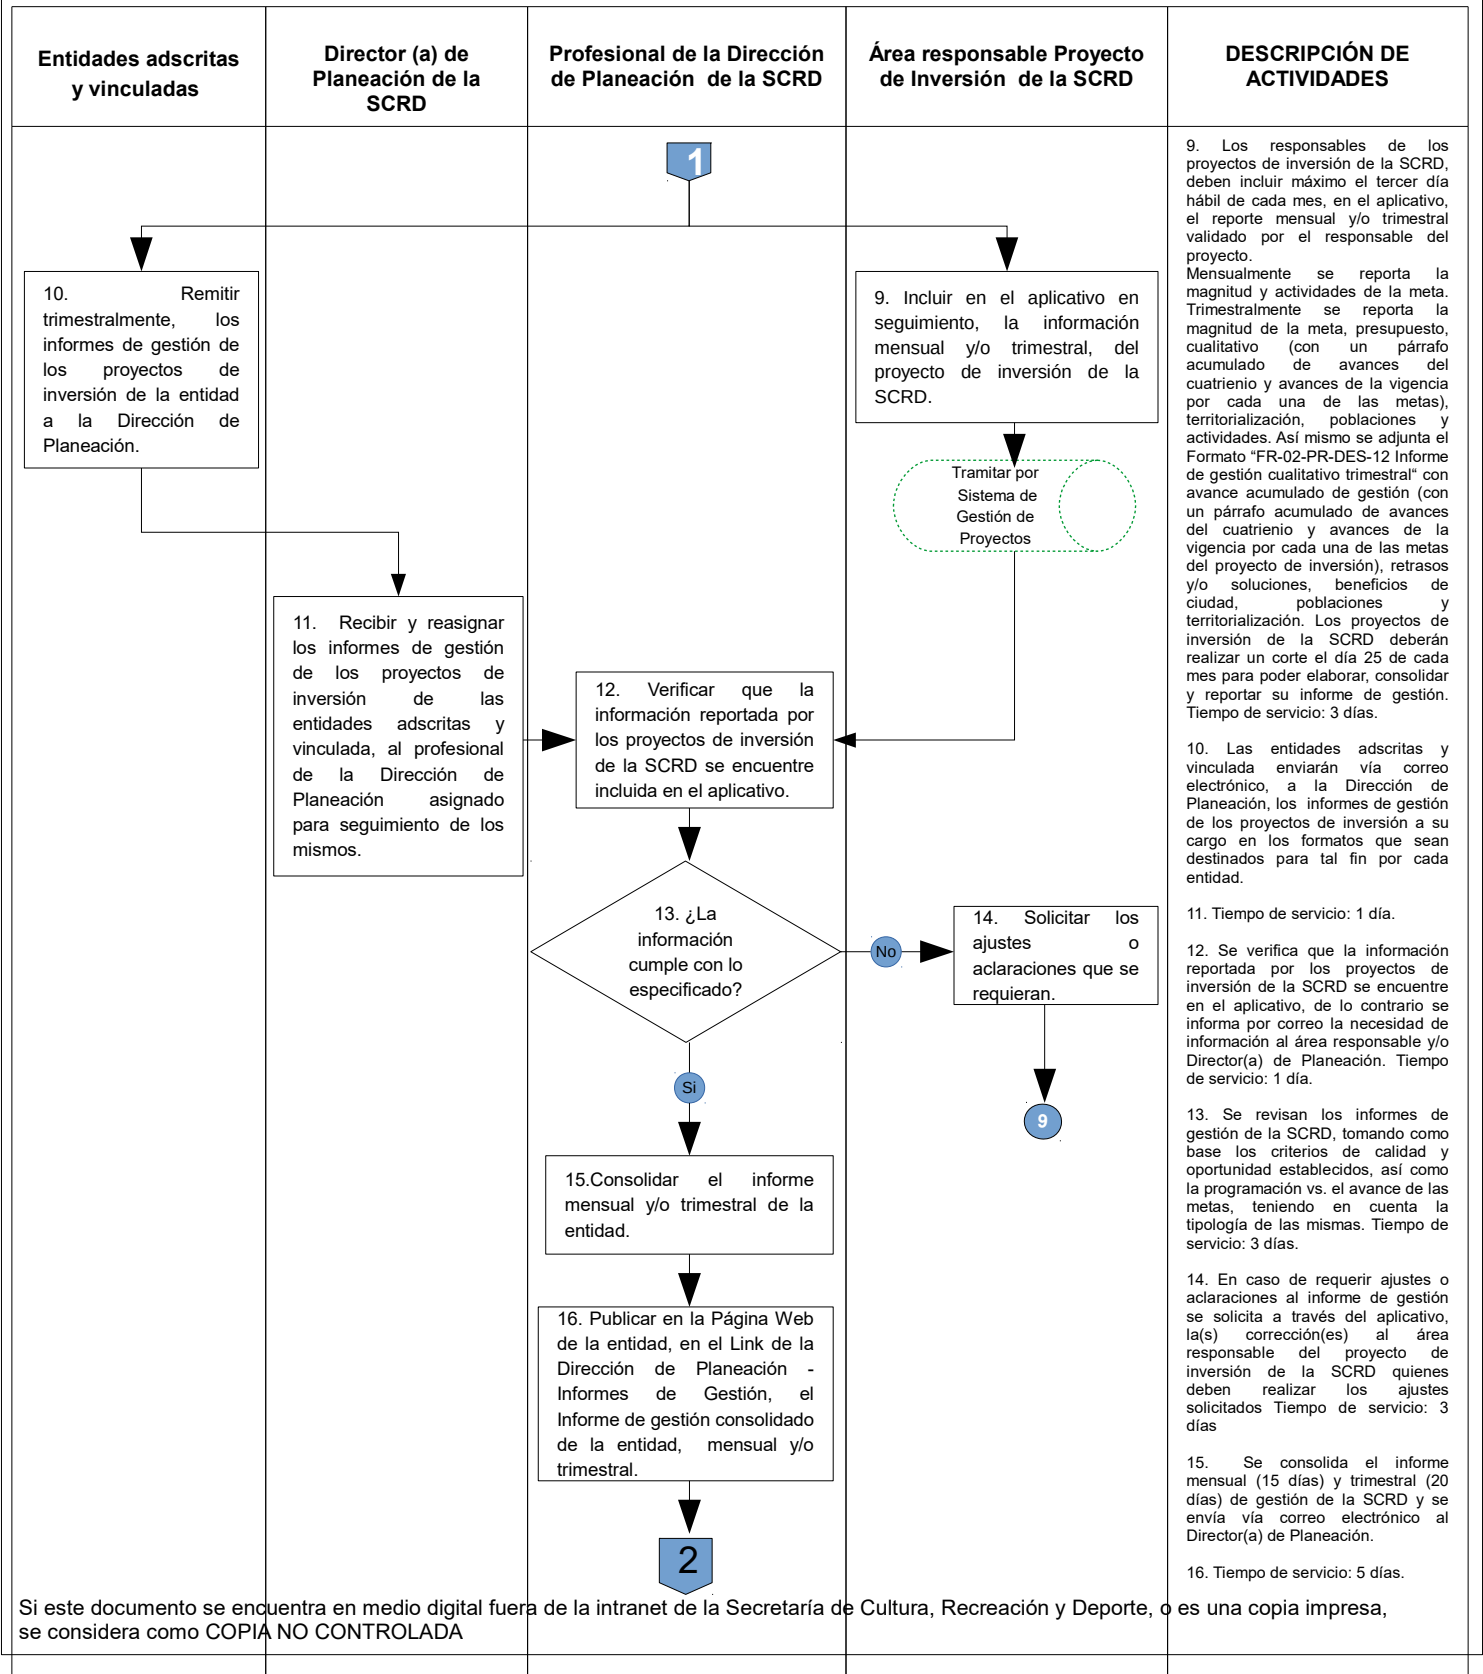 Entidades adscritas
y vinculadas
Director (a) de
Planeación de la
SCRD
Profesional de la Dirección
de Planeación de la SCRD
Área responsable Proyecto
de Inversión de la SCRD
DESCRIPCIÓN DE
ACTIVIDADES
1
10. Remitir
trimestralmente, los
informes de gestión de
los proyectos de
inversión de la entidad
a la Dirección de
Planeación.
9. Incluir en el aplicativo en
seguimiento, la información
mensual y/o trimestral, del
proyecto de inversión de la
SCRD.
Tramitar por
Sistema de
Gestión de
Proyectos
11. Recibir y reasignar
los informes de gestión
de los proyectos de
inversión de las
entidades adscritas y
vinculada, al profesional
de la Dirección de
Planeación asignado
para seguimiento de los
mismos.
12. Verificar que la
información reportada por
los proyectos de inversión
de la SCRD se encuentre
incluida en el aplicativo.
13. ¿La
información
cumple con lo
especificado?
No
14. Solicitar los
ajustes o
aclaraciones que se
requieran.
9
Si
15.Consolidar el informe
mensual y/o trimestral de la
entidad.
16. Publicar en la Página Web
de la entidad, en el Link de la
Dirección de Planeación -
Informes de Gestión, el
Informe de gestión consolidado
de la entidad, mensual y/o
trimestral.
2
9. Los responsables de los
proyectos de inversión de la SCRD,
deben incluir máximo el tercer día
hábil de cada mes, en el aplicativo,
el reporte mensual y/o trimestral
validado por el responsable del
proyecto.
Mensualmente se reporta la
magnitud y actividades de la meta.
Trimestralmente se reporta la
magnitud de la meta, presupuesto,
cualitativo (con un párrafo
acumulado de avances del
cuatrienio y avances de la vigencia
por cada una de las metas),
territorialización, poblaciones y
actividades. Así mismo se adjunta el
Formato “FR-02-PR-DES-12 Informe
de gestión cualitativo trimestral“ con
avance acumulado de gestión (con
un párrafo acumulado de avances
del cuatrienio y avances de la
vigencia por cada una de las metas
del proyecto de inversión), retrasos
y/o soluciones, beneficios de
ciudad, poblaciones y
territorialización. Los proyectos de
inversión de la SCRD deberán
realizar un corte el día 25 de cada
mes para poder elaborar, consolidar
y reportar su informe de gestión.
Tiempo de servicio: 3 días.
10. Las entidades adscritas y
vinculada enviarán vía correo
electrónico, a la Dirección de
Planeación, los informes de gestión
de los proyectos de inversión a su
cargo en los formatos que sean
destinados para tal fin por cada
entidad.
11. Tiempo de servicio: 1 día.
12. Se verifica que la información
reportada por los proyectos de
inversión de la SCRD se encuentre
en el aplicativo, de lo contrario se
informa por correo la necesidad de
información al área responsable y/o
Director(a) de Planeación. Tiempo
de servicio: 1 día.
13. Se revisan los informes de
gestión de la SCRD, tomando como
base los criterios de calidad y
oportunidad establecidos, así como
la programación vs. el avance de las
metas, teniendo en cuenta la
tipología de las mismas. Tiempo de
servicio: 3 días.
14. En caso de requerir ajustes o
aclaraciones al informe de gestión
se solicita a través del aplicativo,
la(s) corrección(es) al área
responsable del proyecto de
inversión de la SCRD quienes
deben realizar los ajustes
solicitados Tiempo de servicio: 3
días
15. Se consolida el informe
mensual (15 días) y trimestral (20
días) de gestión de la SCRD y se
envía vía correo electrónico al
Director(a) de Planeación.
16. Tiempo de servicio: 5 días.
Si este documento se encuentra en medio digital fuera de la intranet de la Secretaría de Cultura, Recreación y Deporte, o es una copia impresa,
se considera como COPIA NO CONTROLADA